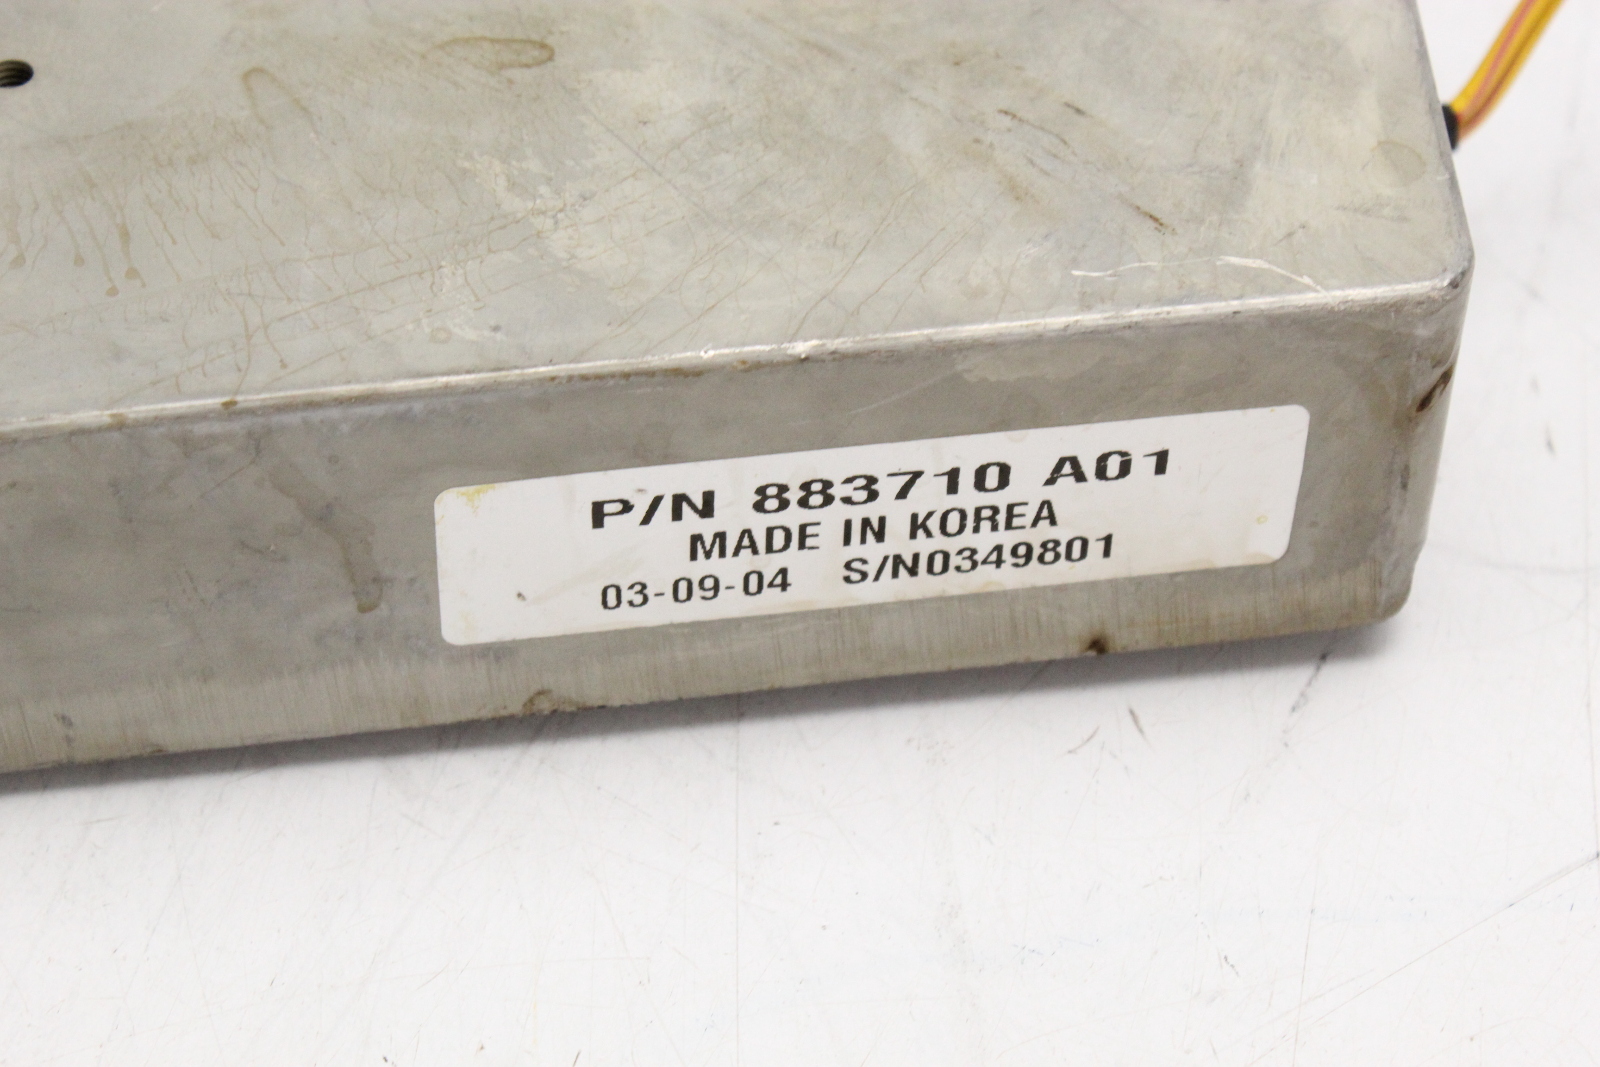 P/N 883710 A01
MADE IN KOREA
03-09-04 S/N0349801